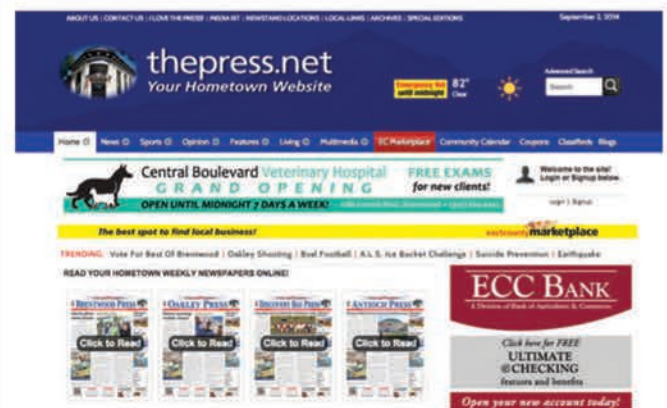 ABOUT US | CONTACT US | I LOVE THE PRESS! | MEDIA KIT | NEWSSTAND LOCATIONS | LOCAL LINKS | ARCHIVES | SPECIAL EDITIONS
September 2, 2014
thepress.net
Your Hometown Website
until midnight
82°
Clear
Advanced Search
Search
Home News Sports Opinion Features Living Multimedia EC Marketplace Community Calendar Coupons Classifieds Blogs
Central Boulevard Veterinary Hospital
GRAND OPENING
OPEN UNTIL MIDNIGHT 7 DAYS A WEEK!
FREE EXAMS
for new clients!
Welcome to the site!
Login or Signup below.
Login | Signup
The best spot to find local business!
eastcounty marketplace
TRENDING: Vote For Best Of Brentwood | Oakley Shooting | Football | A.L.S. Ice Bucket Challenge | Suicide Prevention | Earthquake
READ YOUR HOMETOWN WEEKLY NEWSPAPERS ONLINE!
BRENTWOOD PRESS
OAKLEY PRESS
DISCOVERY BAY PRESS
ANTIOCH PRESS
Click to Read
Click to Read
Click to Read
Click to Read
ECC BANK
A Division of Bank of Agriculture & Commerce
Click here for FREE
ULTIMATE
@CHECKING
features and benefits
Open your new account today!